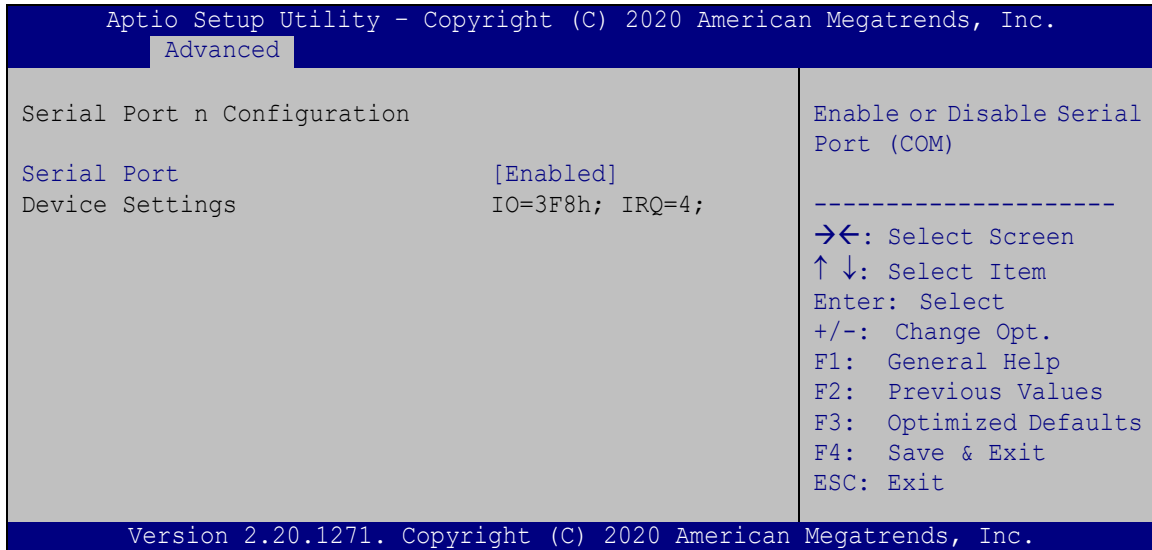 Aptio Setup Utility – Copyright (C) 2020 American Megatrends, Inc.
Advanced
Serial Port n Configuration
Serial Port [Enabled]
Device Settings IO=3F8h; IRQ=4;
Enable or Disable Serial
Port (COM)
---------------------
→←: Select Screen
↑ ↓: Select Item
Enter: Select
+/-: Change Opt.
F1: General Help
F2: Previous Values
F3: Optimized Defaults
F4: Save & Exit
ESC: Exit
Version 2.20.1271. Copyright (C) 2020 American Megatrends, Inc.